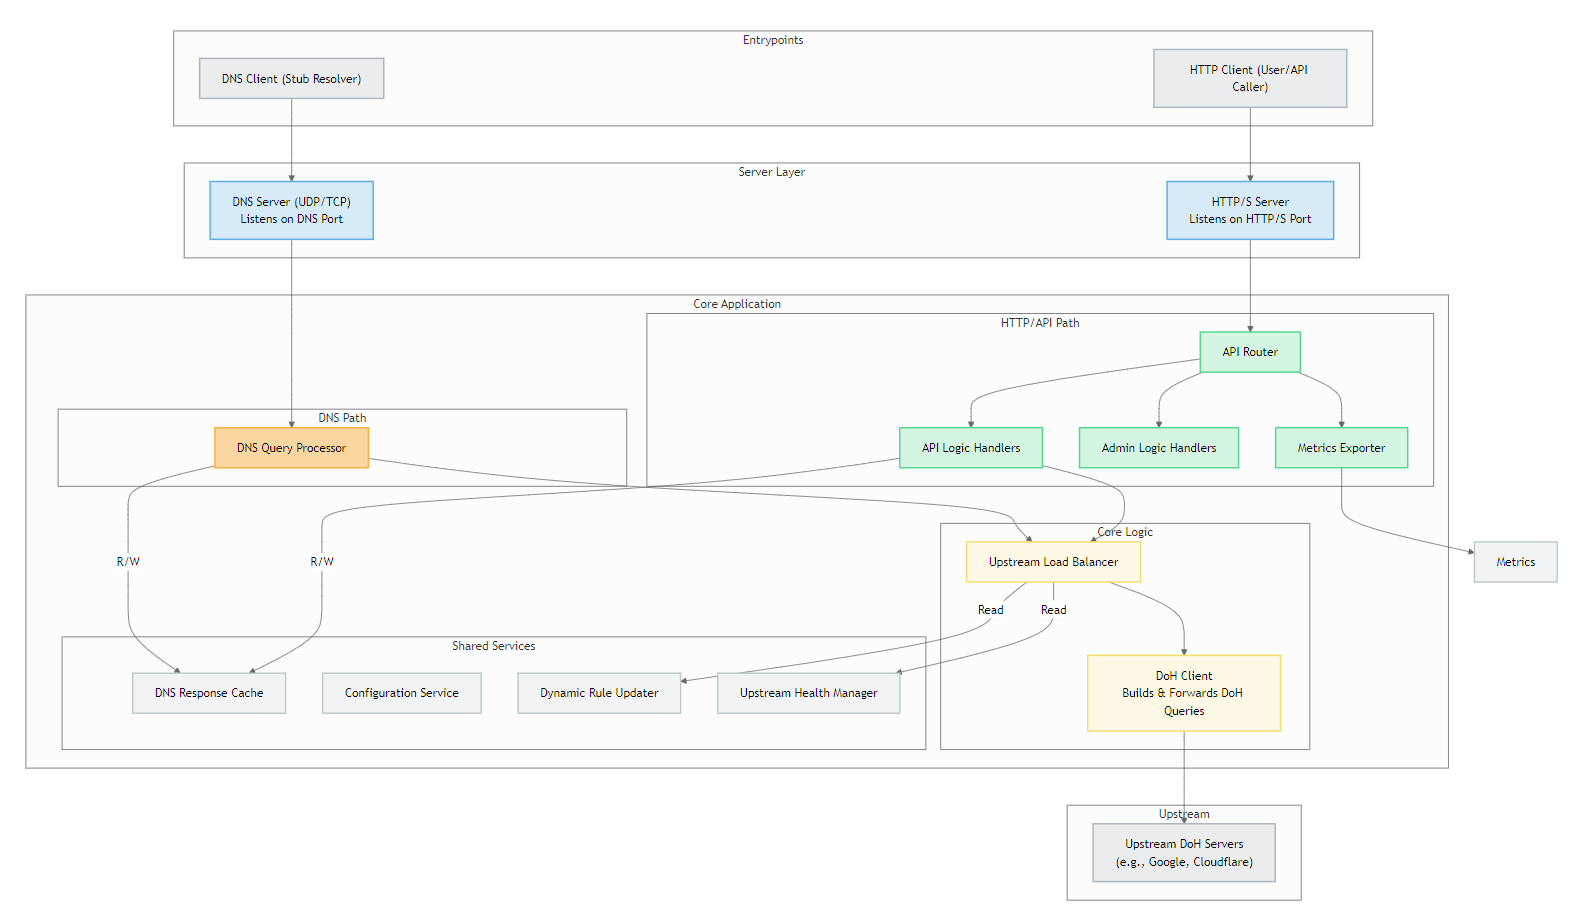 Entrypoints
DNS Client (Stub Resolver)
HTTP Client (User/API
Caller)
Server Layer
DNS Server (UDP/TCP)
Listens on DNS Port
HTTP/S Server
Listens on HTTP/S Port
Core Application
HTTP/API Path
API Router
DNS Path
DNS Query Processor
API Logic Handlers
Admin Logic Handlers
Metrics Exporter
Core Logic
R/W
R/W
Upstream Load Balancer
Metrics
Read
Read
Shared Services
DNS Response Cache
Configuration Service
Dynamic Rule Updater
Upstream Health Manager
DoH Client
Builds & Forwards DoH
Queries
Upstream
Upstream DoH Servers
(e.g., Google, Cloudflare)